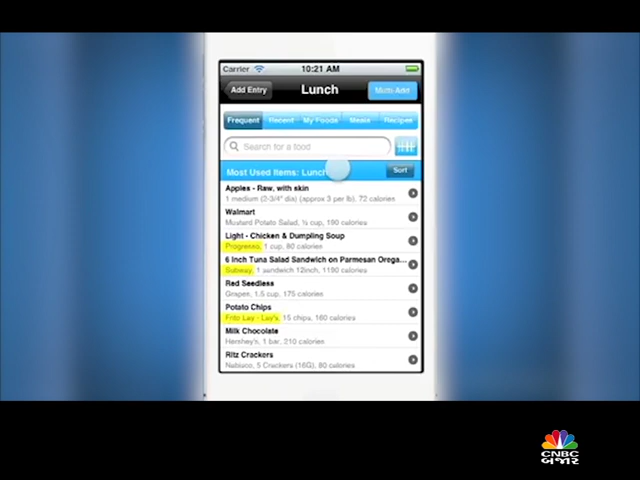 Carrier 10:21 AM
Add Entry Lunch Multi-Add
Frequent Recent My Foods Meals Recipes
Search for a food
Most Used Items: Lunch Sort
Apples - Raw, with skin
1 medium (2-3/4" dia) (approx 3 per lb), 72 calories
Walmart
Mustard Potato Salad, ½ cup, 180 calories
Light - Chicken & Dumpling Soup
Progresso, 1 cup, 80 calories
6 Inch Tuna Salad Sandwich on Parmesan Orega...
Subway, 1 sandwich 12inch, 1190 calories
Red Seedless
Grapes, 1.5 cup, 175 calories
Potato Chips
Frito Lay - Lay's, 15 chips, 160 calories
Milk Chocolate
Hershey's, 1 bar, 210 calories
Ritz Crackers
Nabisco, 5 Crackers (16G), 80 calories
CNBC
બજાર